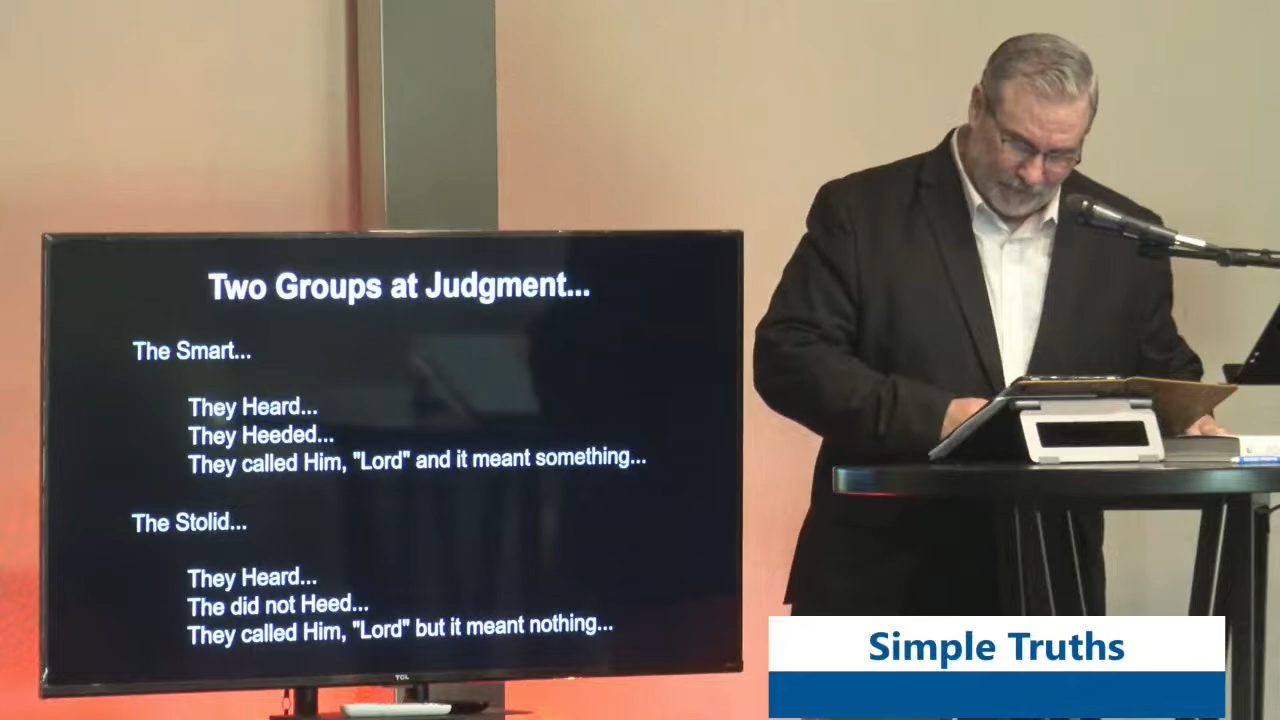 Two Groups at Judgment...
The Smart...
They Heard...
They Heeded...
They called Him, "Lord" and it meant something...
The Stolid...
They Heard...
The did not Heed...
They called Him, "Lord" but it meant nothing...
TCL
Simple Truths